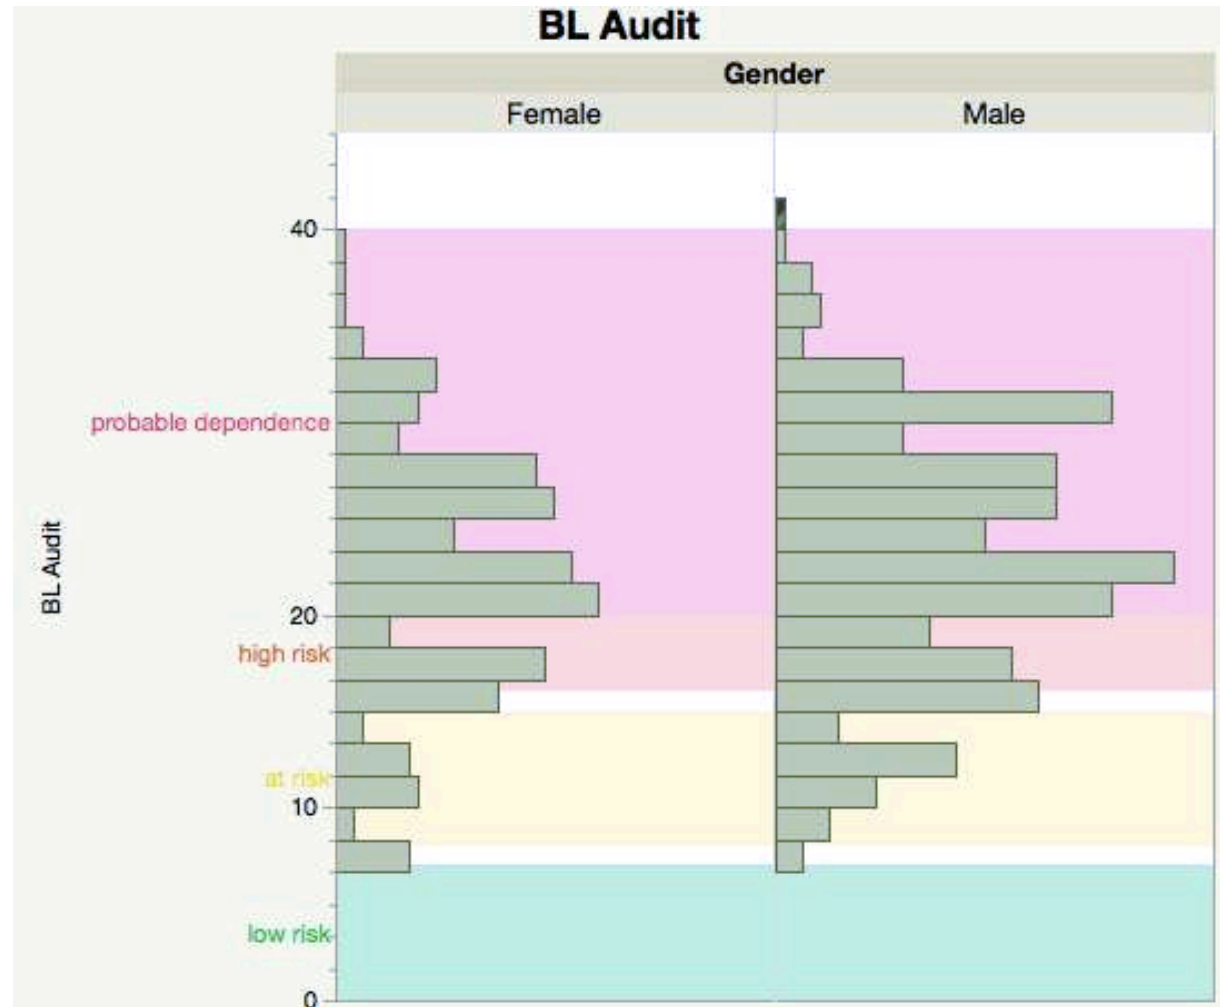 BL Audit
Gender
Female Male
40
probable dependence
BL Audit
20
high risk
at risk
10
low risk
0